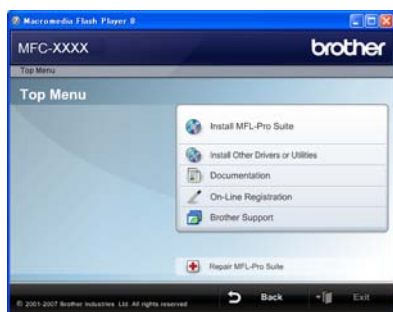 Macromedia Flash Player 8
MFC-XXXX
brother
Top Menu
Top Menu
Install MFL-Pro Suite
Install Other Drivers or Utilities
Documentation
On-Line Registration
Brother Support
Repair MFL-Pro Suite
© 2001-2007 Brother Industries Ltd. All rights reserved
Back
Exit